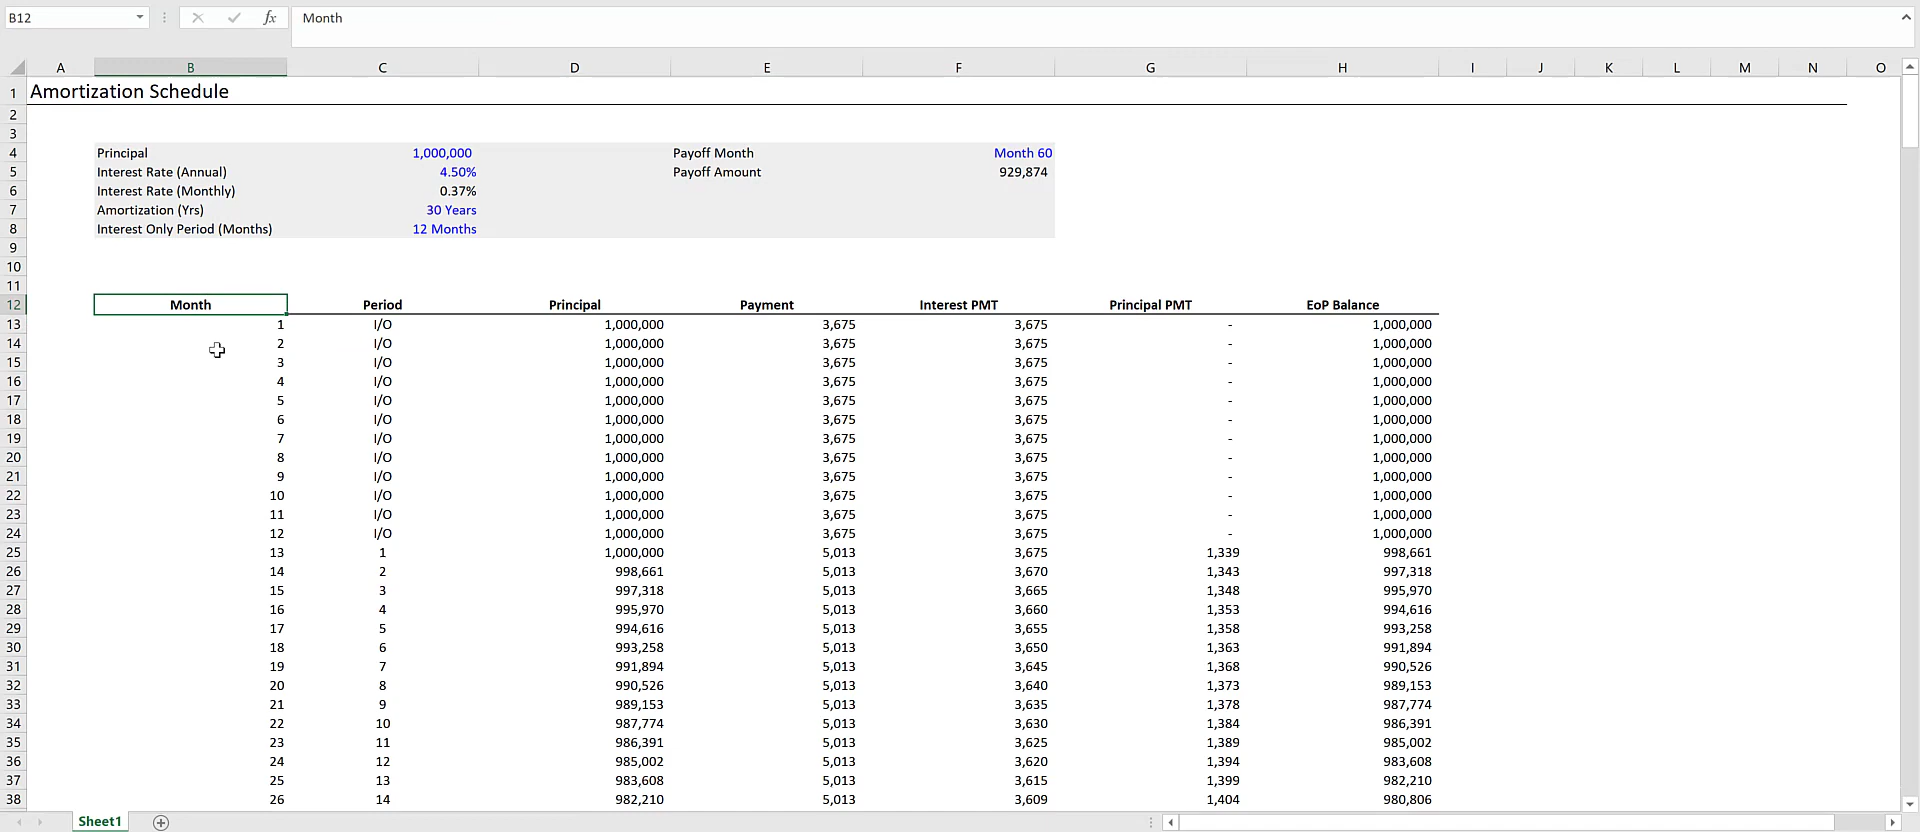 B12 fx Month
A B C D E F G H I J K L M N O
1 Amortization Schedule
2
3
4 Principal 1,000,000 Payoff Month Month 60
5 Interest Rate (Annual) 4.50% Payoff Amount 929,874
6 Interest Rate (Monthly) 0.37%
7 Amortization (Yrs) 30 Years
8 Interest Only Period (Months) 12 Months
9
10
11
12 Month Period Principal Payment Interest PMT Principal PMT EoP Balance
13 1 I/O 1,000,000 3,675 3,675 - 1,000,000
14 2 I/O 1,000,000 3,675 3,675 - 1,000,000
15 3 I/O 1,000,000 3,675 3,675 - 1,000,000
16 4 I/O 1,000,000 3,675 3,675 - 1,000,000
17 5 I/O 1,000,000 3,675 3,675 - 1,000,000
18 6 I/O 1,000,000 3,675 3,675 - 1,000,000
19 7 I/O 1,000,000 3,675 3,675 - 1,000,000
20 8 I/O 1,000,000 3,675 3,675 - 1,000,000
21 9 I/O 1,000,000 3,675 3,675 - 1,000,000
22 10 I/O 1,000,000 3,675 3,675 - 1,000,000
23 11 I/O 1,000,000 3,675 3,675 - 1,000,000
24 12 I/O 1,000,000 3,675 3,675 - 1,000,000
25 13 1 1,000,000 5,013 3,675 1,339 998,661
26 14 2 998,661 5,013 3,670 1,343 997,318
27 15 3 997,318 5,013 3,665 1,348 995,970
28 16 4 995,970 5,013 3,660 1,353 994,616
29 17 5 994,616 5,013 3,655 1,358 993,258
30 18 6 993,258 5,013 3,650 1,363 991,894
31 19 7 991,894 5,013 3,645 1,368 990,526
32 20 8 990,526 5,013 3,640 1,373 989,153
33 21 9 989,153 5,013 3,635 1,378 987,774
34 22 10 987,774 5,013 3,630 1,384 986,391
35 23 11 986,391 5,013 3,625 1,389 985,002
36 24 12 985,002 5,013 3,620 1,394 983,608
37 25 13 983,608 5,013 3,615 1,399 982,210
38 26 14 982,210 5,013 3,609 1,404 980,806
Sheet1